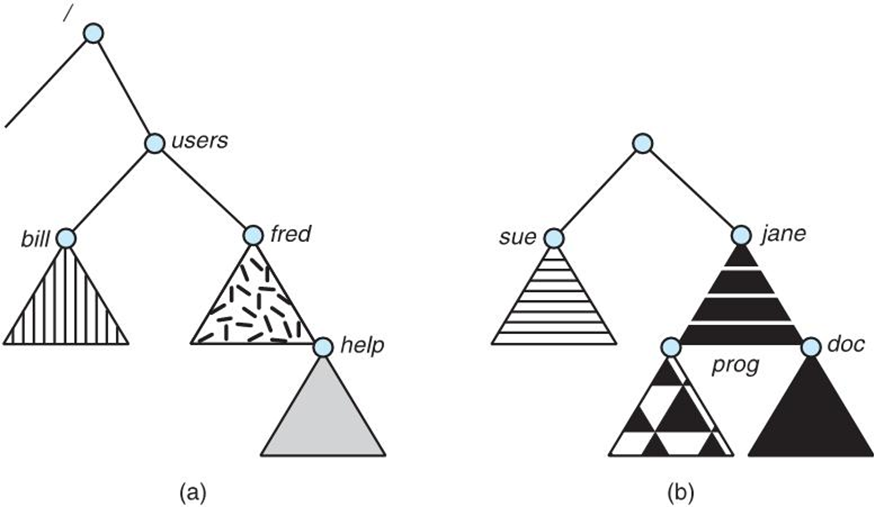 /
users
bill
fred
help
(a)
sue
jane
prog
doc
(b)